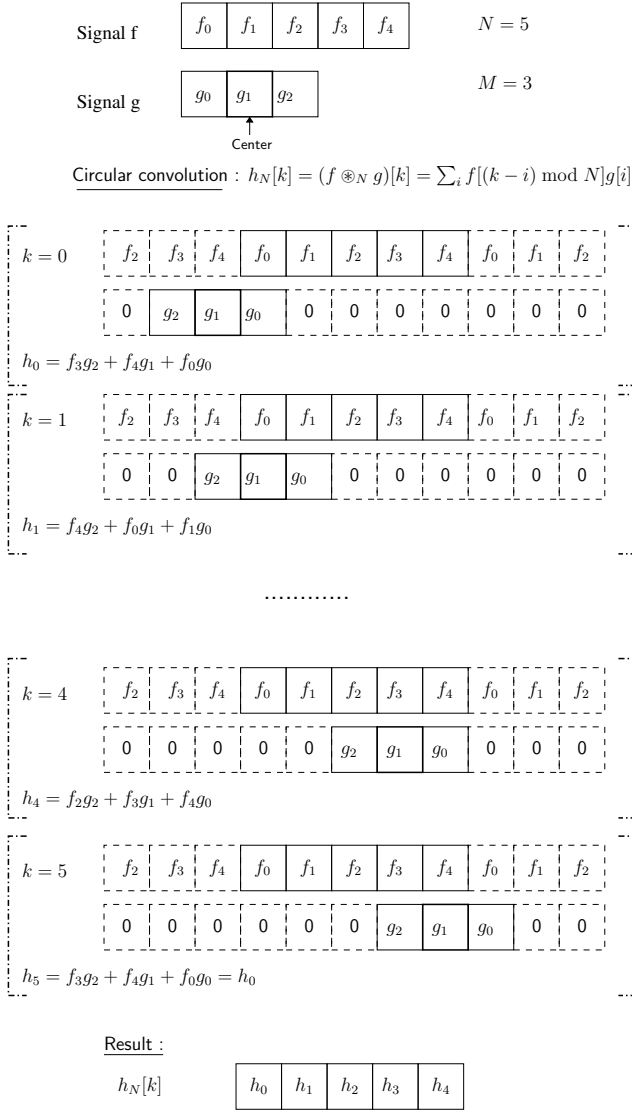 Signal f f₀ f₁ f₂ f₃ f₄ N = 5
Signal g g₀ g₁ g₂ M = 3
Center
Circular convolution : h_N[k] = (f ⊛_N g)[k] = ∑_i f[(k − i) mod N]g[i]
k = 0 f₂ f₃ f₄ f₀ f₁ f₂ f₃ f₄ f₀ f₁ f₂
0 g₂ g₁ g₀ 0 0 0 0 0 0 0
h₀ = f₃g₂ + f₄g₁ + f₀g₀
k = 1 f₂ f₃ f₄ f₀ f₁ f₂ f₃ f₄ f₀ f₁ f₂
0 0 g₂ g₁ g₀ 0 0 0 0 0 0
h₁ = f₄g₂ + f₀g₁ + f₁g₀
............
k = 4 f₂ f₃ f₄ f₀ f₁ f₂ f₃ f₄ f₀ f₁ f₂
0 0 0 0 0 g₂ g₁ g₀ 0 0 0
h₄ = f₂g₂ + f₃g₁ + f₄g₀
k = 5 f₂ f₃ f₄ f₀ f₁ f₂ f₃ f₄ f₀ f₁ f₂
0 0 0 0 0 0 g₂ g₁ g₀ 0 0
h₅ = f₃g₂ + f₄g₁ + f₀g₀ = h₀
Result :
h_N[k] h₀ h₁ h₂ h₃ h₄